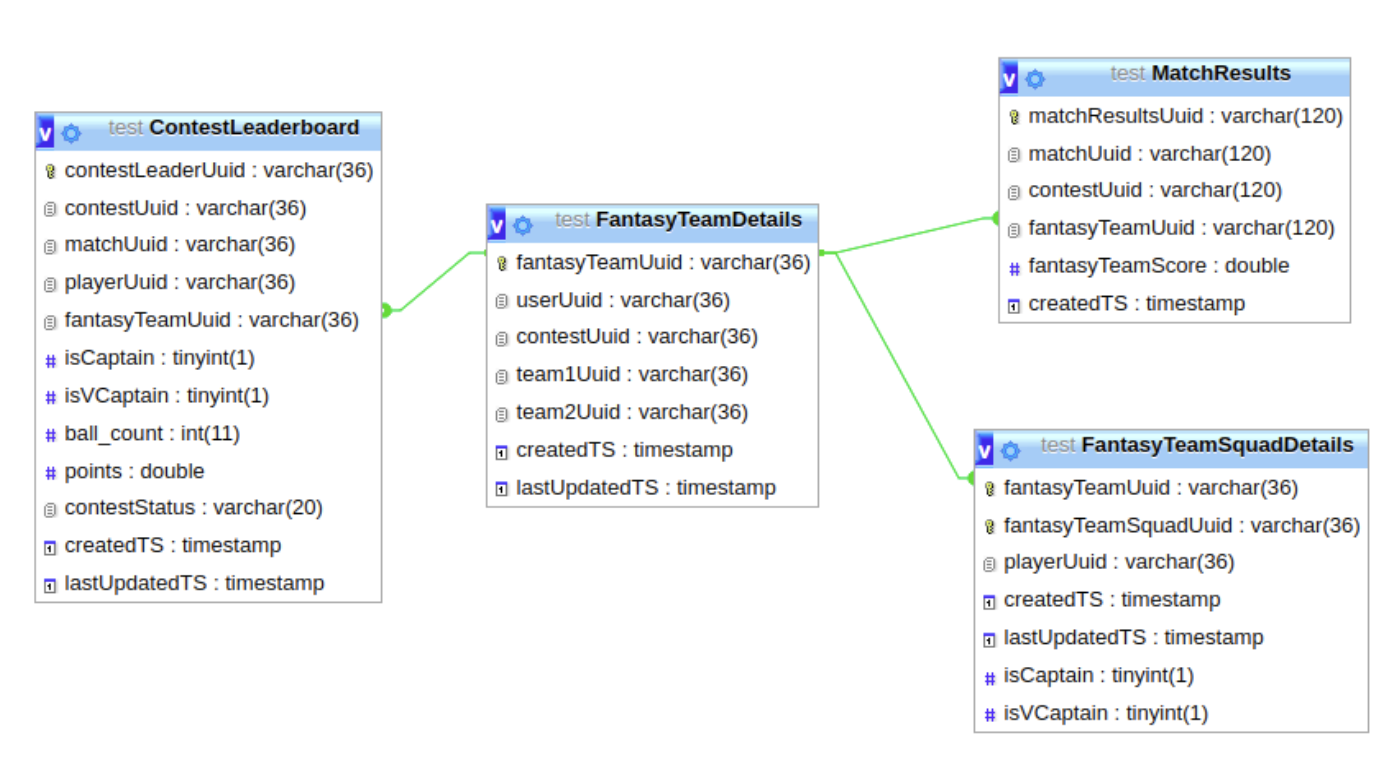 v test ContestLeaderboard
contestLeaderUuid : varchar(36)
contestUuid : varchar(36)
matchUuid : varchar(36)
playerUuid : varchar(36)
fantasyTeamUuid : varchar(36)
# isCaptain : tinyint(1)
# isVCaptain : tinyint(1)
# ball_count : int(11)
# points : double
contestStatus : varchar(20)
createdTS : timestamp
lastUpdatedTS : timestamp
v test FantasyTeamDetails
fantasyTeamUuid : varchar(36)
userUuid : varchar(36)
contestUuid : varchar(36)
team1Uuid : varchar(36)
team2Uuid : varchar(36)
createdTS : timestamp
lastUpdatedTS : timestamp
v test MatchResults
matchResultsUuid : varchar(120)
matchUuid : varchar(120)
contestUuid : varchar(120)
fantasyTeamUuid : varchar(120)
# fantasyTeamScore : double
createdTS : timestamp
v test FantasyTeamSquadDetails
fantasyTeamUuid : varchar(36)
fantasyTeamSquadUuid : varchar(36)
playerUuid : varchar(36)
createdTS : timestamp
lastUpdatedTS : timestamp
# isCaptain : tinyint(1)
# isVCaptain : tinyint(1)